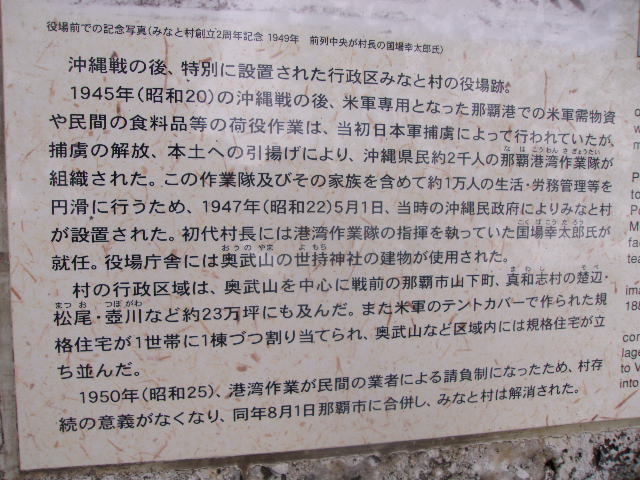 役場前での記念写真(みなと村創立2周年記念 1949年 前列中央が村長の国場幸太郎氏)
沖縄戦の後、特別に設置された行政区みなと村の役場跡。
1945年(昭和20)の沖縄戦の後、米軍専用となった那覇港での米軍需物資
や民間の食料品等の荷役作業は、当初日本軍捕虜によって行われていたが、
捕虜の解放、本土への引揚げにより、沖縄県民約2千人の那覇港湾作業隊が
組織された。この作業隊及びその家族を含めて約1万人の生活・労務管理等を
円滑に行うため、1947年(昭和22)5月1日、当時の沖縄民政府によりみなと村
が設置された。初代村長には港湾作業隊の指揮を執っていた国場幸太郎氏が
就任。役場庁舎には奥武山の世持神社の建物が使用された。
村の行政区域は、奥武山を中心に戦前の那覇市山下町、真和志村の楚辺・
松尾・壺川など約23万坪にも及んだ。また米軍のテントカバーで作られた規
格住宅が1世帯に1棟づつ割り当てられ、奥武山など区域内には規格住宅が立
ち並んだ。
1950年(昭和25)、港湾作業が民間の業者による請負制になったため、村存
続の意義がなくなり、同年8月1日那覇市に合併し、みなと村は解消された。